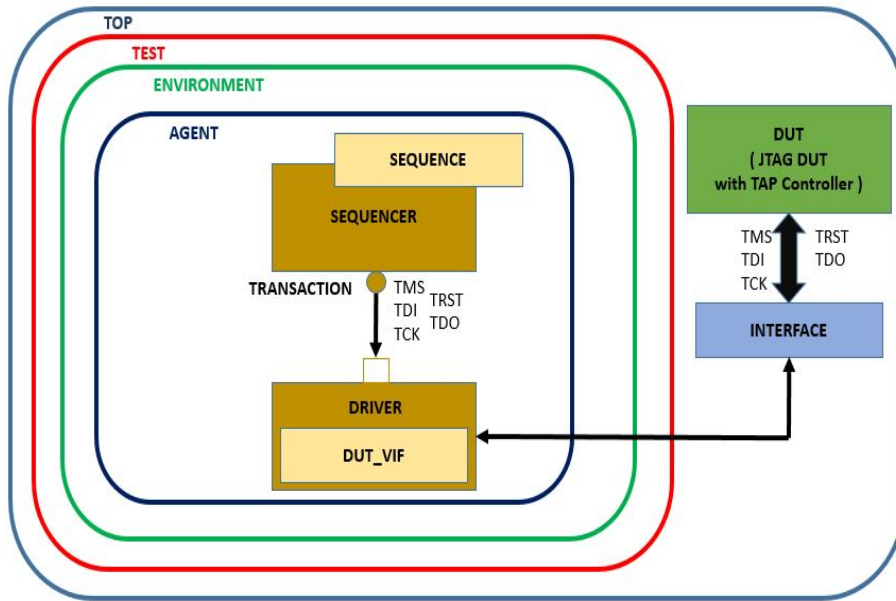 TOP
TEST
ENVIRONMENT
AGENT
SEQUENCE
SEQUENCER
TRANSACTION
TMS
TDI
TCK
TRST
TDO
DRIVER
DUT_VIF
DUT
( JTAG DUT
with TAP Controller )
TMS
TDI
TCK
TRST
TDO
INTERFACE